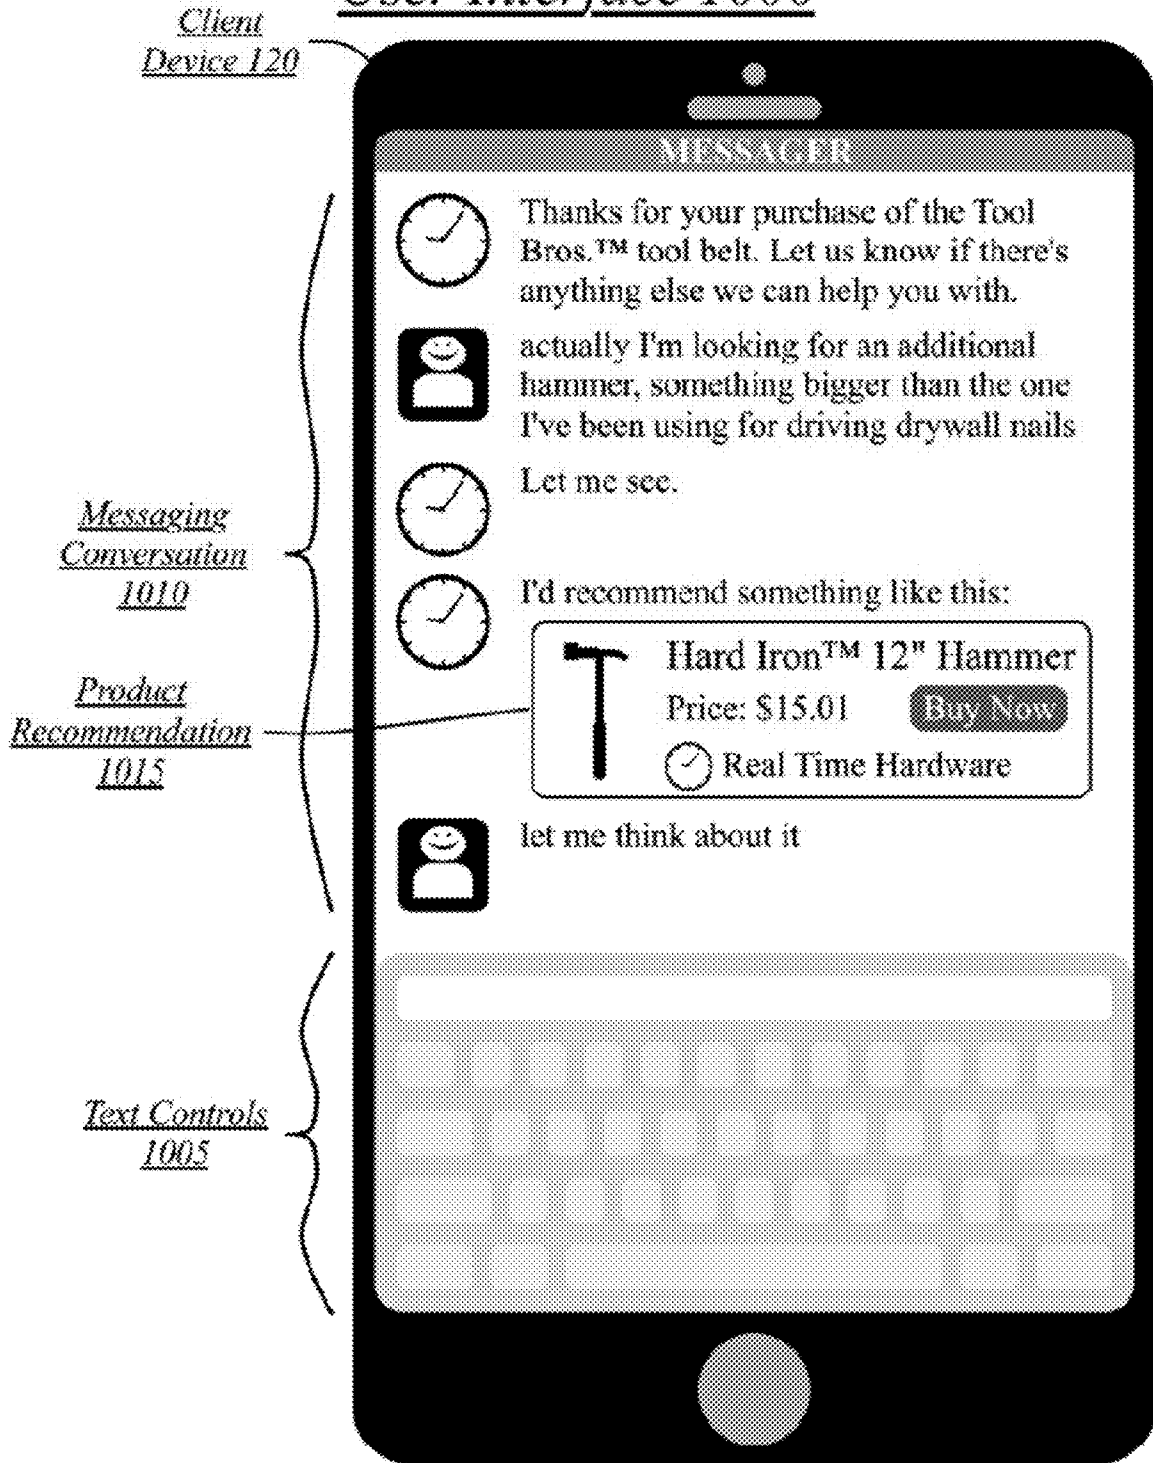 User Interface 1000
Client
Device 120
MESSAGER
Thanks for your purchase of the Tool
Bros.™ tool belt. Let us know if there's
anything else we can help you with.
actually I'm looking for an additional
hammer, something bigger than the one
I've been using for driving drywall nails
Let me see.
Messaging
Conversation
1010
I'd recommend something like this:
Hard Iron™ 12" Hammer
Price: $15.01
Buy Now
Real Time Hardware
Product
Recommendation
1015
let me think about it
Text Controls
1005